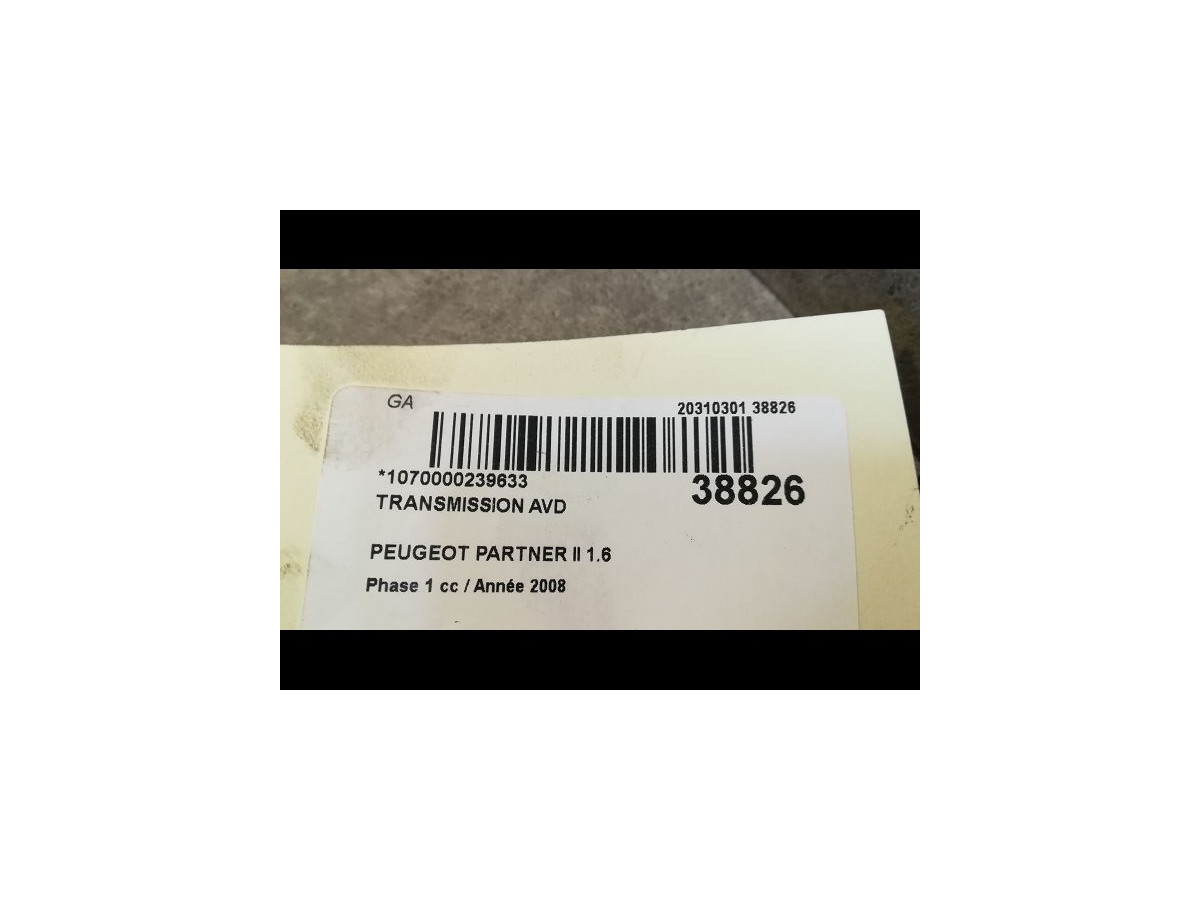 GA
20310301 38826
*1070000239633
38826
TRANSMISSION AVD
PEUGEOT PARTNER II 1.6
Phase 1 cc / Année 2008